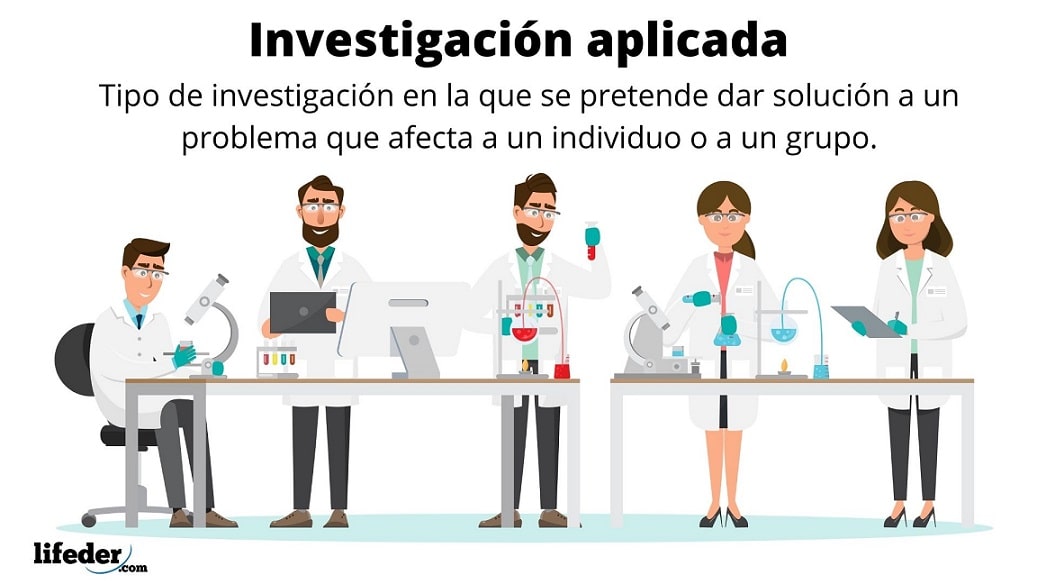 Investigación aplicada
Tipo de investigación en la que se pretende dar solución a un
problema que afecta a un individuo o a un grupo.
lifeder.com